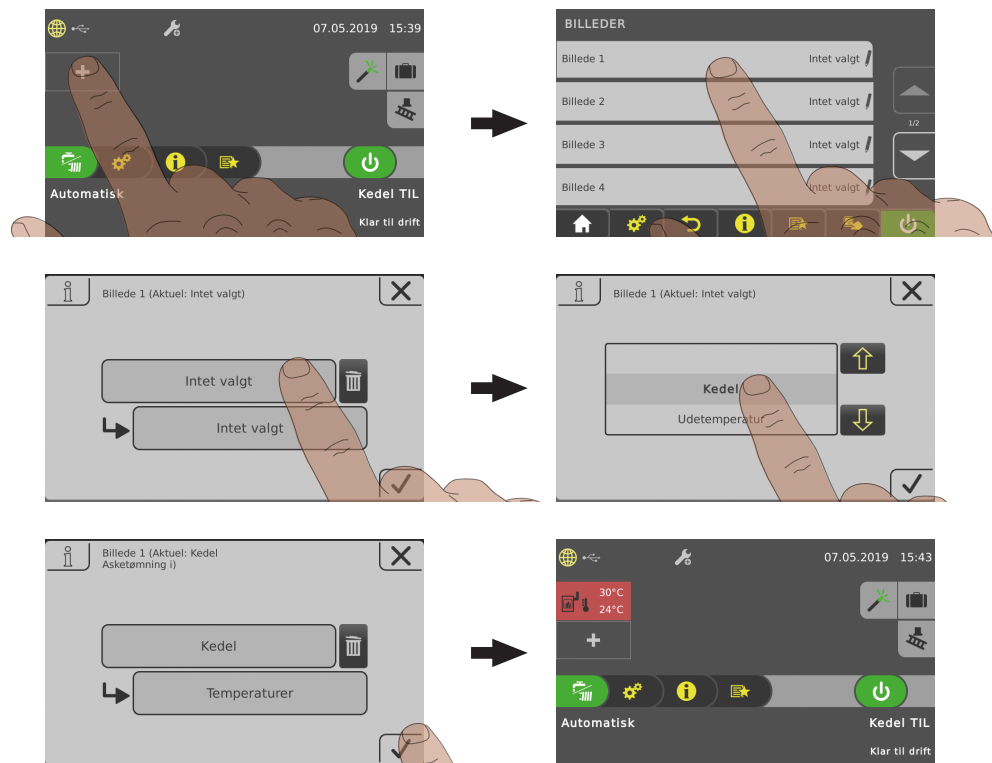 07.05.2019 15:39
Automatisk
Kedel TIL
Klar til drift
BILLEDER
Billede 1 Intet valgt
Billede 2 Intet valgt
1/2
Billede 3 Intet valgt
Billede 4 Intet valgt
Billede 1 (Aktuel: Intet valgt)
Intet valgt
Intet valgt
Billede 1 (Aktuel: Intet valgt)
Kedel
Udetemperatur
Billede 1 (Aktuel: Kedel
Asketømning i)
Kedel
Temperaturer
07.05.2019 15:43
30°C
24°C
Automatisk
Kedel TIL
Klar til drift